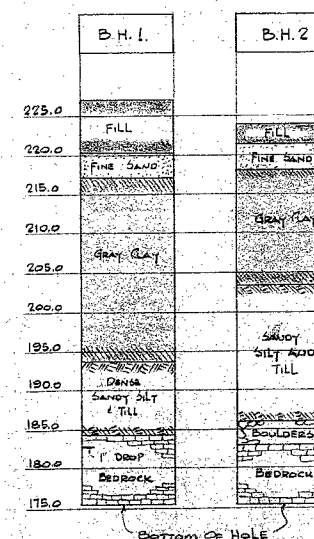 B.H. 1.
B.H. 2
225.0
FILL
FILL
220.0
FINE SAND
FINE SAND
215.0
210.0
GRAY CLAY
GRAY CLAY
205.0
200.0
195.0
SANDY
SILT AND
TILL
DENSE
190.0
SANDY SILT
& TILL
185.0
BOULDERS
1' DROP
180.0
BEDROCK
BEDROCK
175.0
BOTTOM OF HOLE